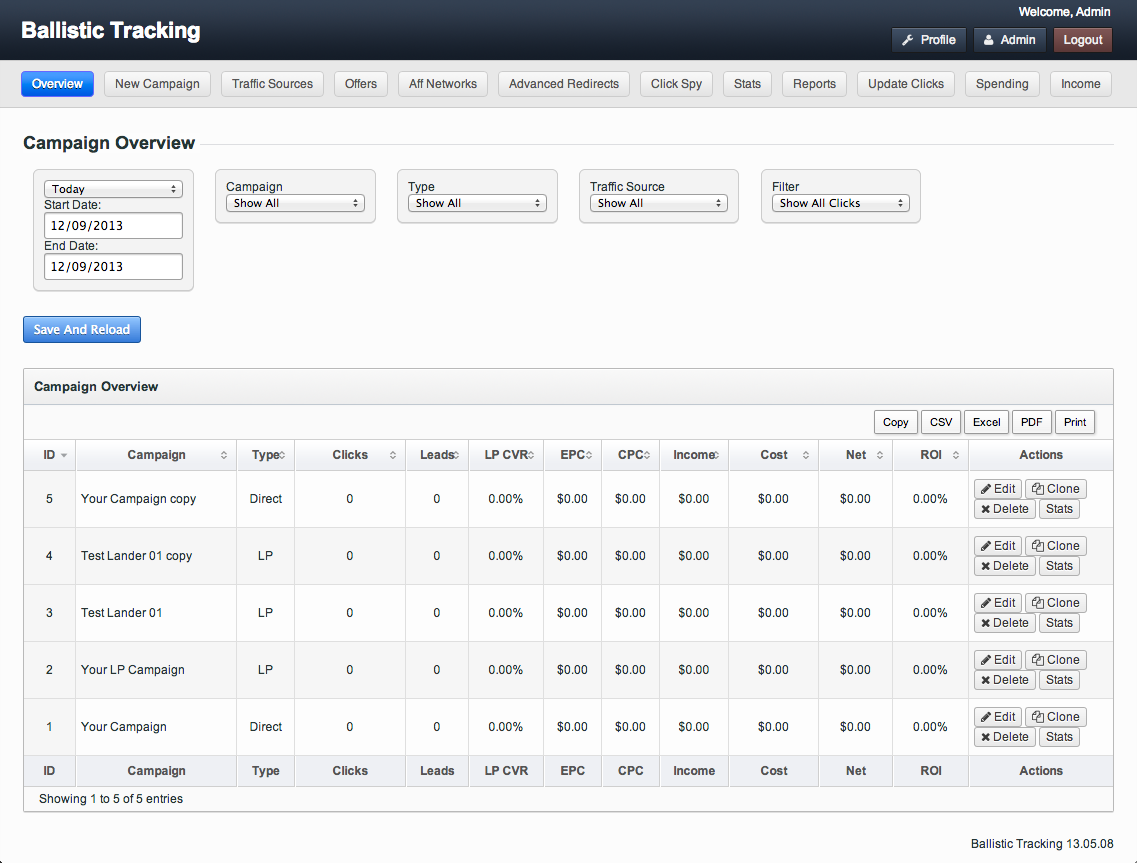 Welcome, Admin
Ballistic Tracking
Profile Admin Logout
Overview New Campaign Traffic Sources Offers Aff Networks Advanced Redirects Click Spy Stats Reports Update Clicks Spending Income
Campaign Overview
Today
Start Date:
12/09/2013
End Date:
12/09/2013
Campaign
Show All
Type
Show All
Traffic Source
Show All
Filter
Show All Clicks
Save And Reload
Campaign Overview
Copy CSV Excel PDF Print
ID Campaign Type Clicks Leads LP CVR EPC CPC Income Cost Net ROI Actions
5 Your Campaign copy Direct 0 0 0.00% $0.00 $0.00 $0.00 $0.00 $0.00 0.00% Edit Clone
Delete Stats
4 Test Lander 01 copy LP 0 0 0.00% $0.00 $0.00 $0.00 $0.00 $0.00 0.00% Edit Clone
Delete Stats
3 Test Lander 01 LP 0 0 0.00% $0.00 $0.00 $0.00 $0.00 $0.00 0.00% Edit Clone
Delete Stats
2 Your LP Campaign LP 0 0 0.00% $0.00 $0.00 $0.00 $0.00 $0.00 0.00% Edit Clone
Delete Stats
1 Your Campaign Direct 0 0 0.00% $0.00 $0.00 $0.00 $0.00 $0.00 0.00% Edit Clone
Delete Stats
ID Campaign Type Clicks Leads LP CVR EPC CPC Income Cost Net ROI Actions
Showing 1 to 5 of 5 entries
Ballistic Tracking 13.05.08